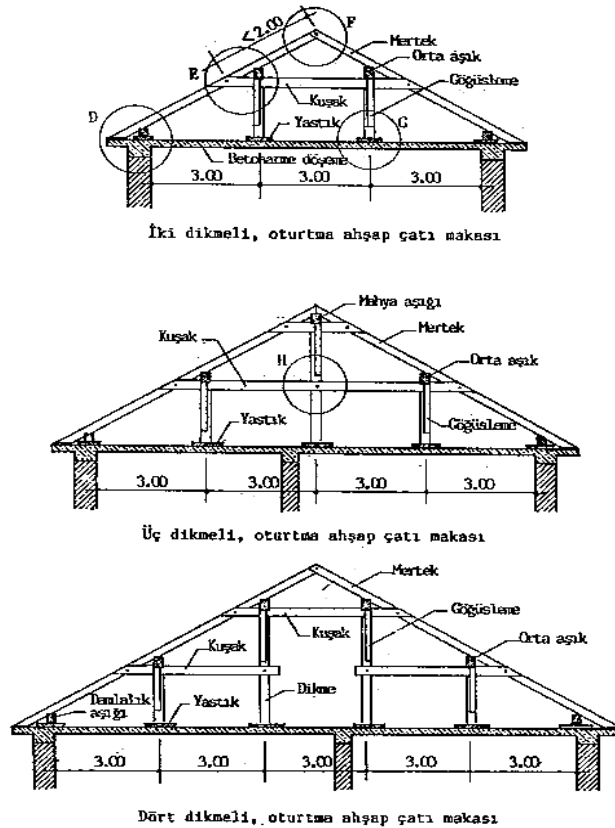 F
<2.00
Mertek
Orta aşık
E
Kuşak
Göğüsleme
D
Yastık
G
Betonarme döşeme
3.00 3.00 3.00
İki dikmeli, oturtma ahşap çatı makası
Mahya aşığı
Mertek
Kuşak
H
Orta aşık
Yastık
Göğüsleme
3.00 3.00 3.00 3.00
Üç dikmeli, oturtma ahşap çatı makası
Mertek
Göğüsleme
Kuşak
Orta aşık
Kuşak
Dikme
Damlalık
aşığı
Yastık
3.00 3.00 3.00 3.00 3.00
Dört dikmeli, oturtma ahşap çatı makası